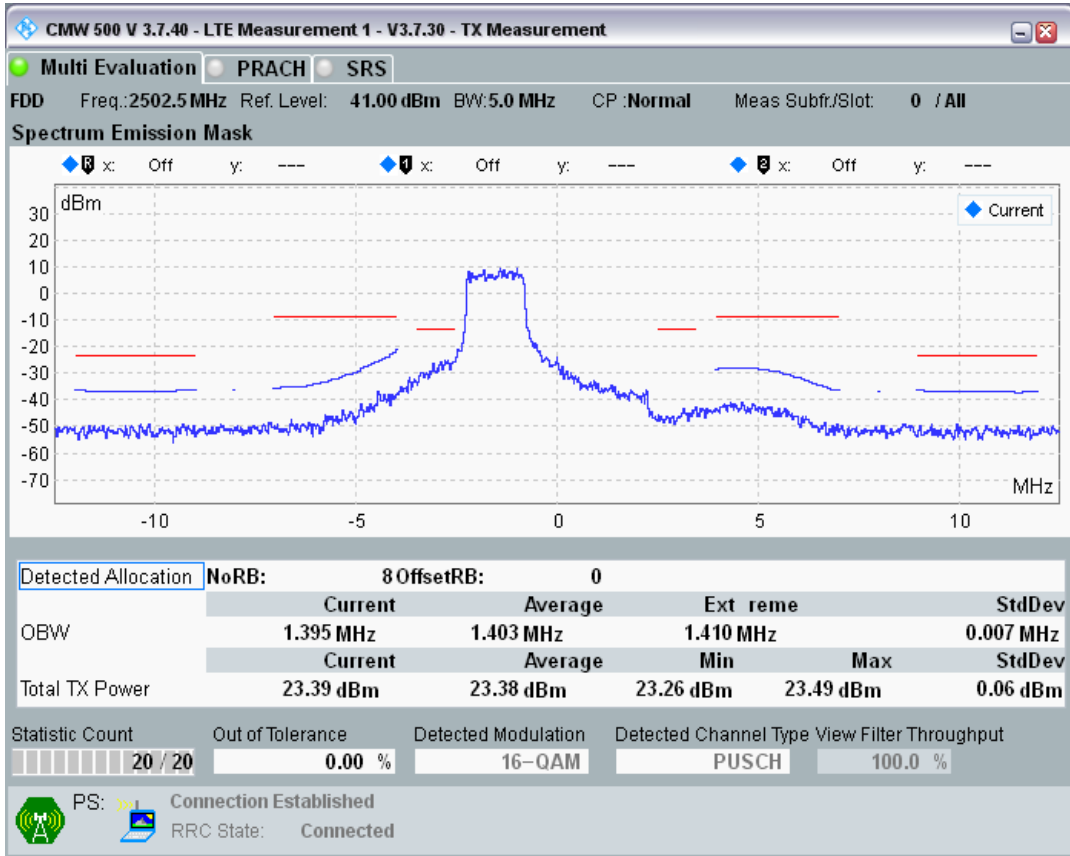 CMW 500 V 3.7.40 - LTE Measurement 1 - V3.7.30 - TX Measurement
Multi Evaluation PRACH SRS
FDD Freq.:2502.5 MHz Ref. Level: 41.00 dBm BW:5.0 MHz CP :Normal Meas Subfr./Slot: 0 / All
Spectrum Emission Mask
R x: Off y: --- 1 x: Off y: --- 2 x: Off y: ---
dBm
Current
30
20
10
0
-10
-20
-30
-40
-50
-60
-70
MHz
-10 -5 0 5 10
Detected Allocation NoRB: 8 OffsetRB: 0
Current Average Ext reme StdDev
OBW 1.395 MHz 1.403 MHz 1.410 MHz 0.007 MHz
Current Average Min Max StdDev
Total TX Power 23.39 dBm 23.38 dBm 23.26 dBm 23.49 dBm 0.06 dBm
Statistic Count Out of Tolerance Detected Modulation Detected Channel Type View Filter Throughput
20 / 20 0.00 % 16-QAM PUSCH 100.0 %
PS: Connection Established
RRC State: Connected